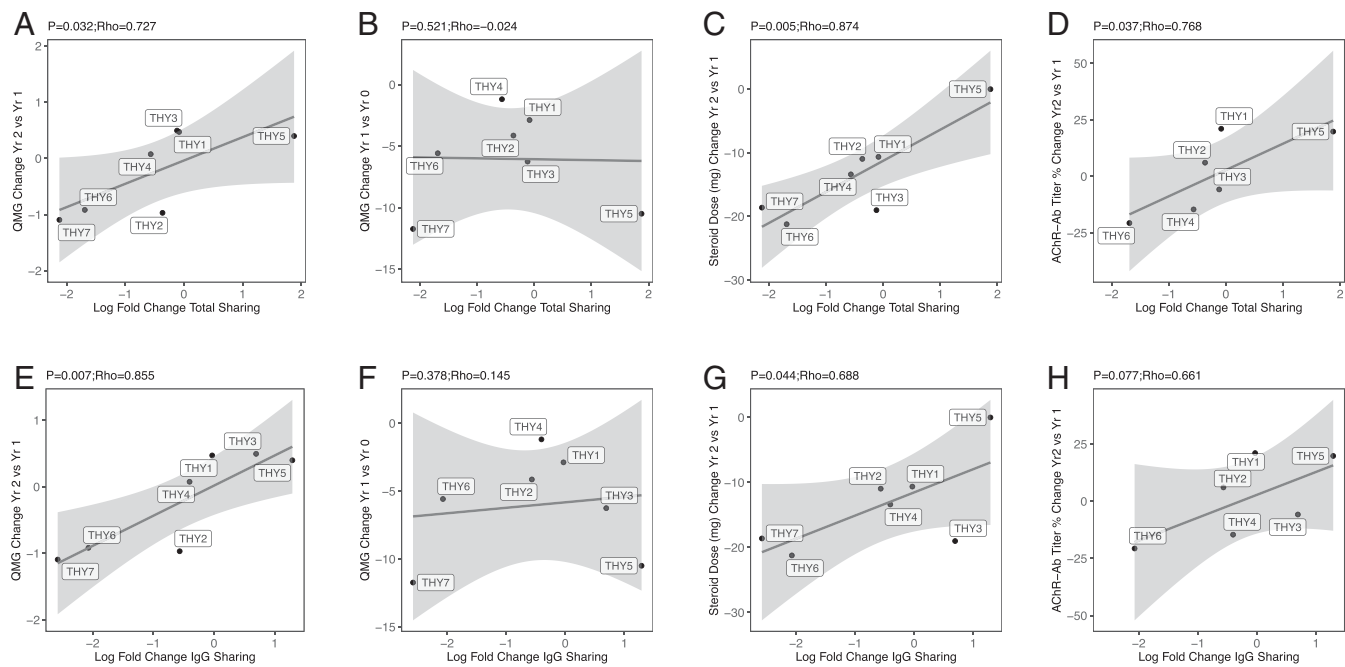 A
P=0.032;Rho=0.727
QMG Change Yr 2 vs Yr 1
2
1
0
−1
−2
THY3
THY1
THY5
THY4
THY6
THY2
THY7
−2
−1
0
1
2
Log Fold Change Total Sharing
B
P=0.521;Rho=−0.024
QMG Change Yr 1 vs Yr 0
0
−5
−10
−15
THY4
THY1
THY2
THY6
THY3
THY5
THY7
−2
−1
0
1
2
Log Fold Change Total Sharing
C
P=0.005;Rho=0.874
Steroid Dose (mg) Change Yr 2 vs Yr 1
0
−10
−20
−30
THY5
THY2
THY1
THY4
THY7
THY3
THY6
−2
−1
0
1
2
Log Fold Change Total Sharing
D
P=0.037;Rho=0.768
AChR−Ab Titer % Change Yr2 vs Yr 1
50
25
0
−25
THY1
THY5
THY2
THY3
THY4
THY6
−2
−1
0
1
2
Log Fold Change Total Sharing
E
P=0.007;Rho=0.855
QMG Change Yr 2 vs Yr 1
1
0
−1
−2
THY3
THY1
THY5
THY4
THY6
THY2
THY7
−2
−1
0
1
Log Fold Change IgG Sharing
F
P=0.378;Rho=0.145
QMG Change Yr 1 vs Yr 0
0
−5
−10
−15
THY4
THY1
THY6
THY2
THY3
THY5
THY7
−2
−1
0
1
Log Fold Change IgG Sharing
G
P=0.044;Rho=0.688
Steroid Dose (mg) Change Yr 2 vs Yr 1
0
−10
−20
−30
THY5
THY2
THY1
THY4
THY7
THY3
THY6
−2
−1
0
1
Log Fold Change IgG Sharing
H
P=0.077;Rho=0.661
AChR−Ab Titer % Change Yr2 vs Yr 1
25
0
−25
−50
THY1
THY5
THY2
THY4
THY3
THY6
−2
−1
0
1
Log Fold Change IgG Sharing